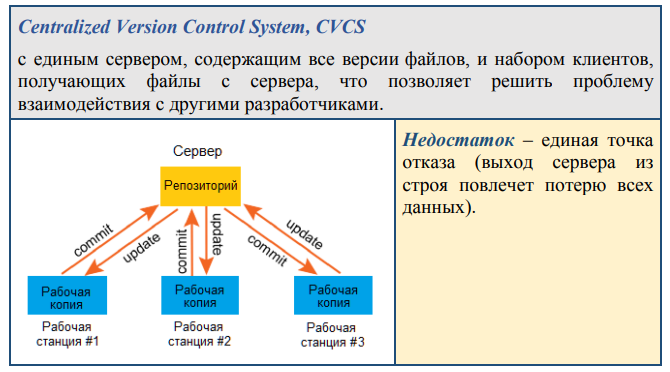 Centralized Version Control System, CVCS
с единым сервером, содержащим все версии файлов, и набором клиентов,
получающих файлы с сервера, что позволяет решить проблему
взаимодействия с другими разработчиками.
Сервер
Репозиторий
commit
update
commit
update
commit
update
Рабочая
копия
Рабочая
копия
Рабочая
копия
Рабочая
станция #1
Рабочая
станция #2
Рабочая
станция #3
Недостаток – единая точка
отказа (выход сервера из
строя повлечет потерю всех
данных).